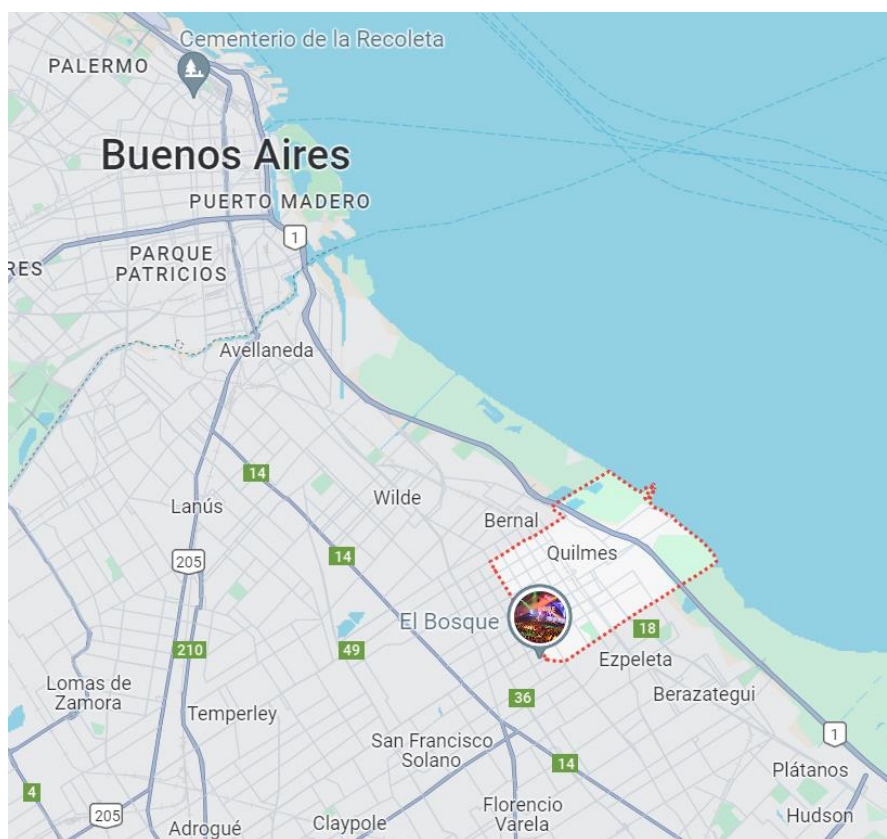 Cementerio de la Recoleta
PALERMO
Buenos Aires
PUERTO MADERO
1
PARQUE
PATRICIOS
RES
Avellaneda
14
Wilde
Lanús
Bernal
Quilmes
14
205
El Bosque
18
210
49
Ezpeleta
Lomas de
Zamora
36
Berazategui
Temperley
1
San Francisco
Solano
14
Plátanos
4
205
Adrogué
Claypole
Florencio
Varela
Hudson